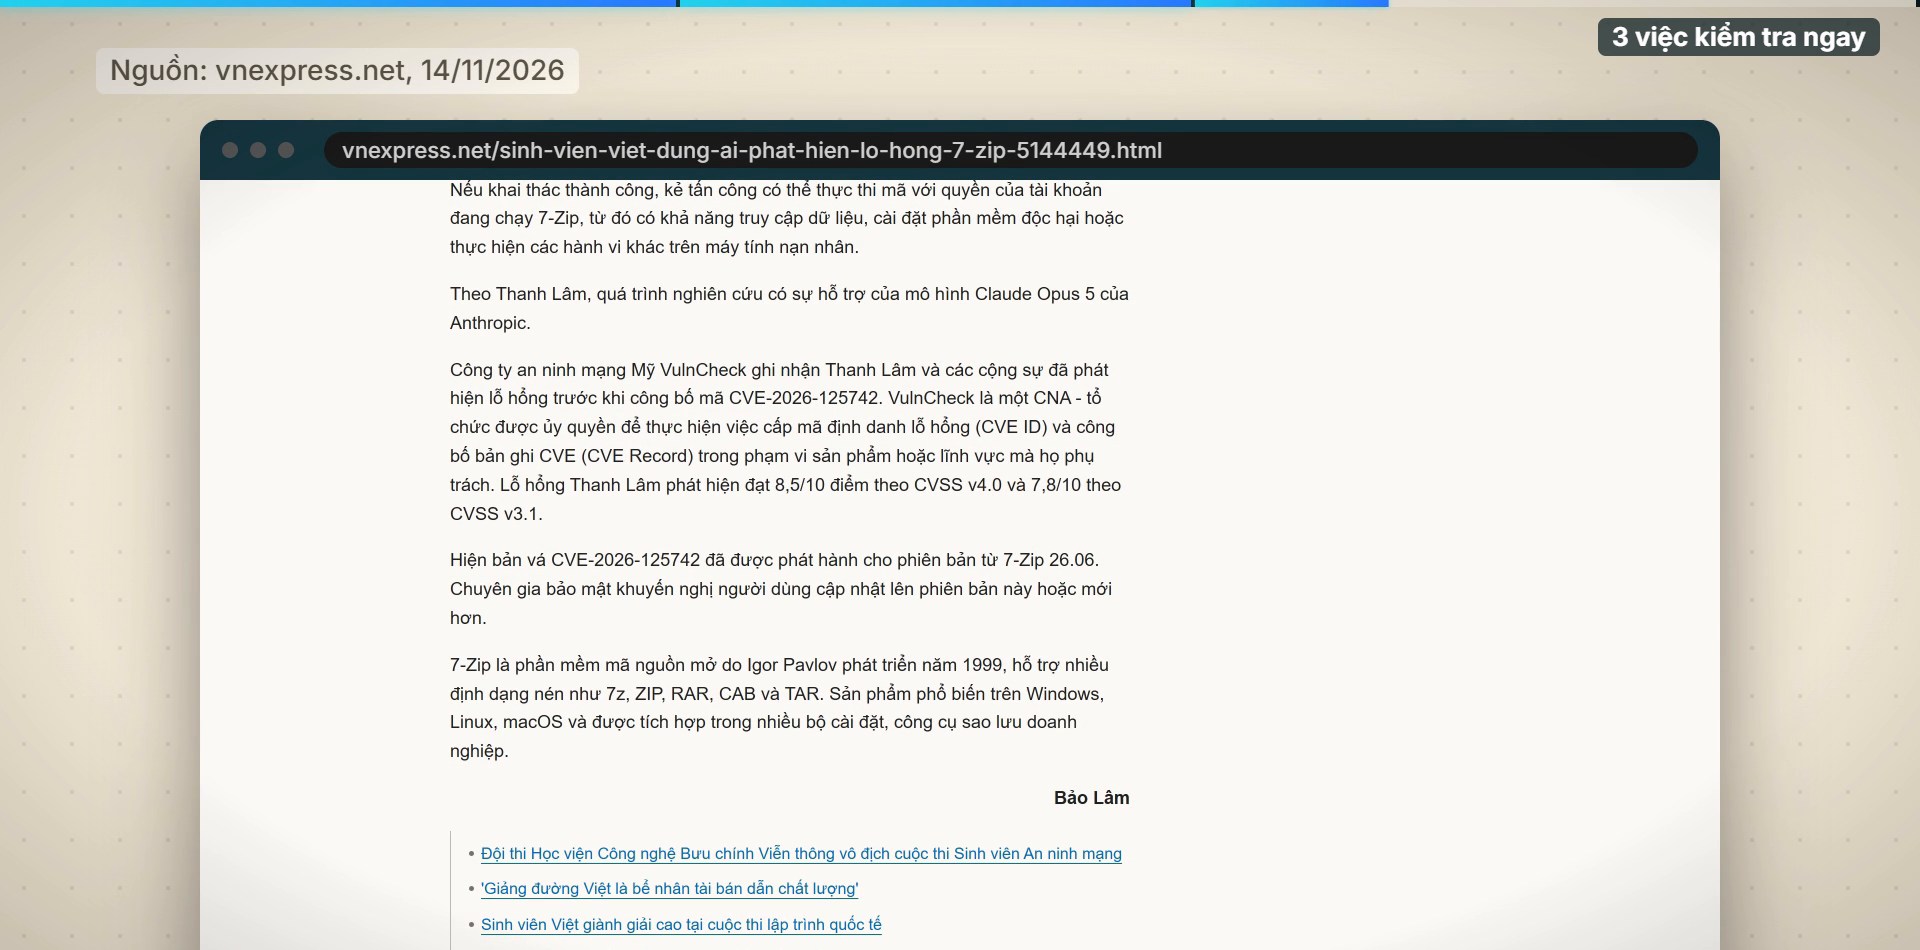 3 việc kiểm tra ngay
Nguồn: vnexpress.net, 14/11/2026
vnexpress.net/sinh-vien-viet-dung-ai-phat-hien-lo-hong-7-zip-5144449.html
Nếu khai thác thành công, kẻ tấn công có thể thực thi mã với quyền của tài khoản
đang chạy 7-Zip, từ đó có khả năng truy cập dữ liệu, cài đặt phần mềm độc hại hoặc
thực hiện các hành vi khác trên máy tính nạn nhân.
Theo Thanh Lâm, quá trình nghiên cứu có sự hỗ trợ của mô hình Claude Opus 5 của
Anthropic.
Công ty an ninh mạng Mỹ VulnCheck ghi nhận Thanh Lâm và các cộng sự đã phát
hiện lỗ hổng trước khi công bố mã CVE-2026-125742. VulnCheck là một CNA - tổ
chức được ủy quyền để thực hiện việc cấp mã định danh lỗ hổng (CVE ID) và công
bố bản ghi CVE (CVE Record) trong phạm vi sản phẩm hoặc lĩnh vực mà họ phụ
trách. Lỗ hổng Thanh Lâm phát hiện đạt 8,5/10 điểm theo CVSS v4.0 và 7,8/10 theo
CVSS v3.1.
Hiện bản vá CVE-2026-125742 đã được phát hành cho phiên bản từ 7-Zip 26.06.
Chuyên gia bảo mật khuyến nghị người dùng cập nhật lên phiên bản này hoặc mới
hơn.
7-Zip là phần mềm mã nguồn mở do Igor Pavlov phát triển năm 1999, hỗ trợ nhiều
định dạng nén như 7z, ZIP, RAR, CAB và TAR. Sản phẩm phổ biến trên Windows,
Linux, macOS và được tích hợp trong nhiều bộ cài đặt, công cụ sao lưu doanh
nghiệp.
Bảo Lâm
• Đội thi Học viện Công nghệ Bưu chính Viễn thông vô địch cuộc thi Sinh viên An ninh mạng
• 'Giảng đường Việt là bể nhân tài bán dẫn chất lượng'
• Sinh viên Việt giành giải cao tại cuộc thi lập trình quốc tế